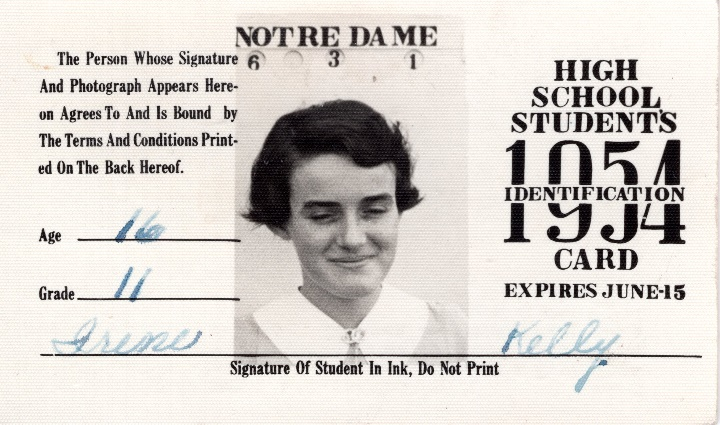 NOTRE DAME
6 3 1
The Person Whose Signature
And Photograph Appears Here-
on Agrees To And Is Bound by
The Terms And Conditions Print-
ed On The Back Hereof.
Age 16
Grade 11
HIGH
SCHOOL
STUDENTS
1954
IDENTIFICATION
CARD
EXPIRES JUNE-15
Irene Kelly
Signature Of Student In Ink, Do Not Print